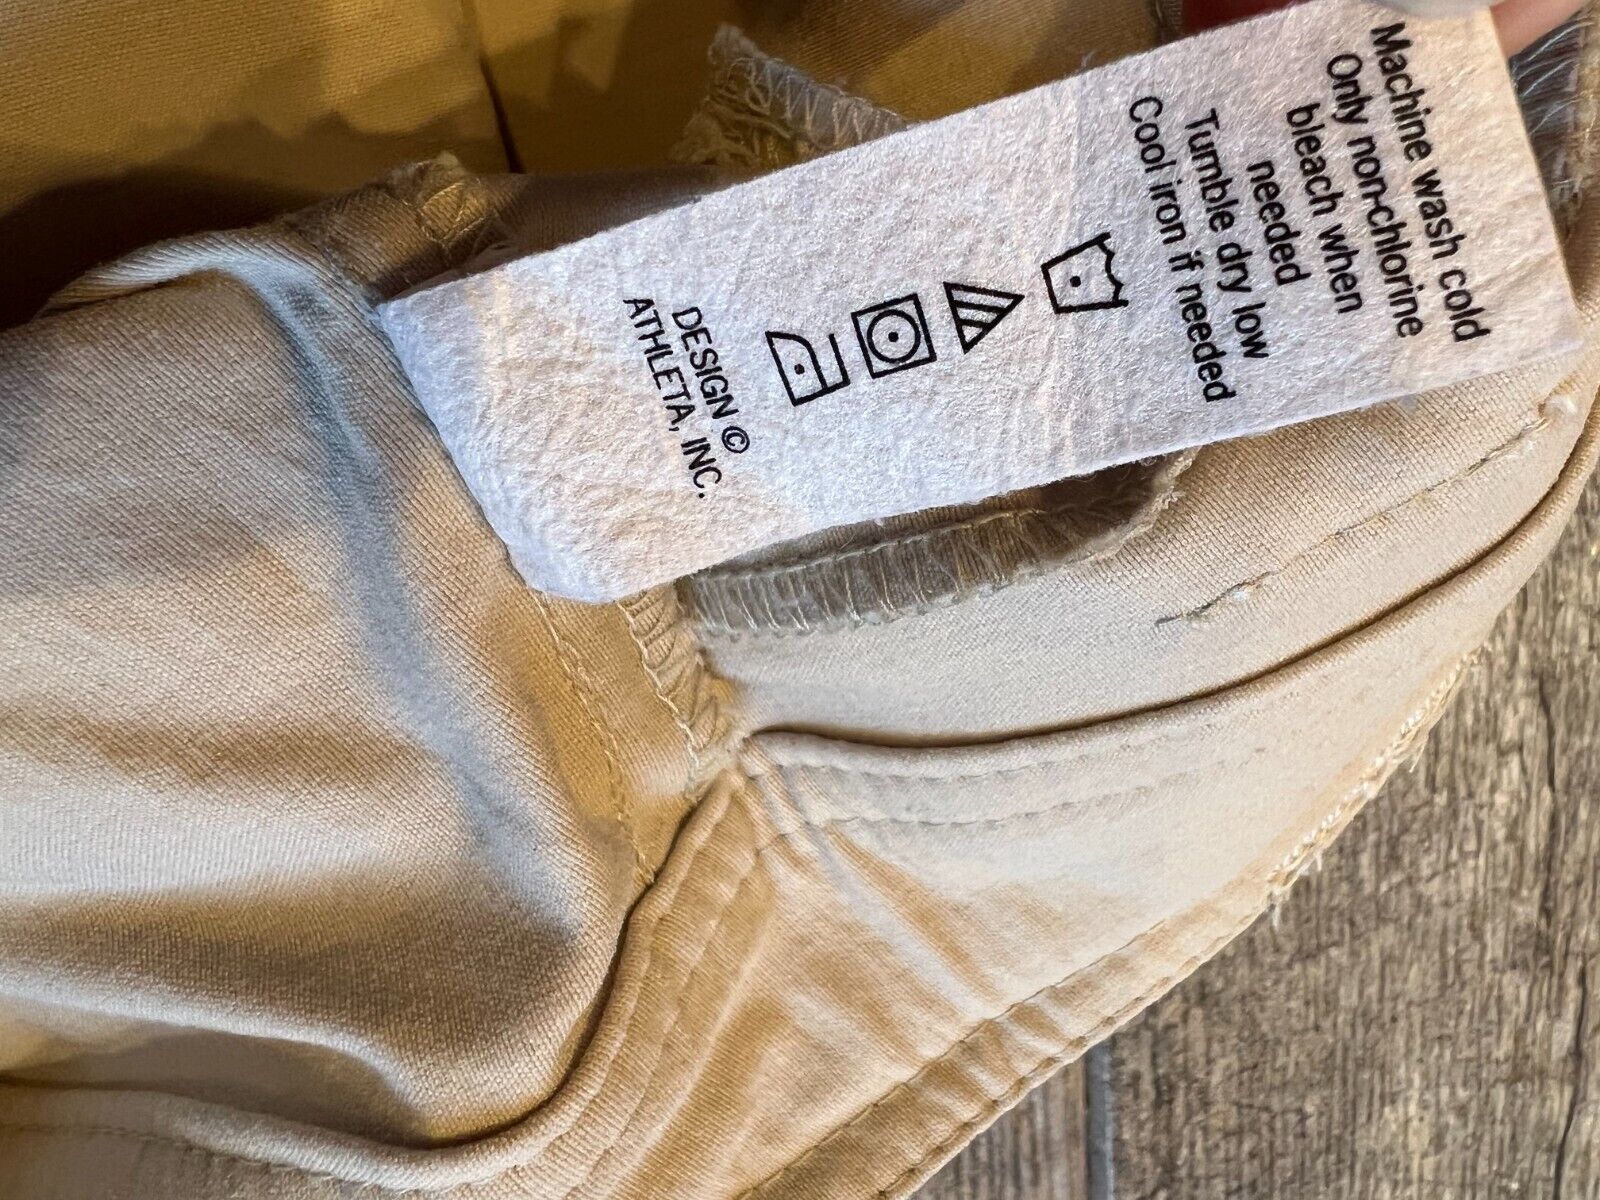 Machine wash cold
Only non-chlorine
bleach when
needed
Tumble dry low
Cool iron if needed
DESIGN ©
ATHLETA, INC.